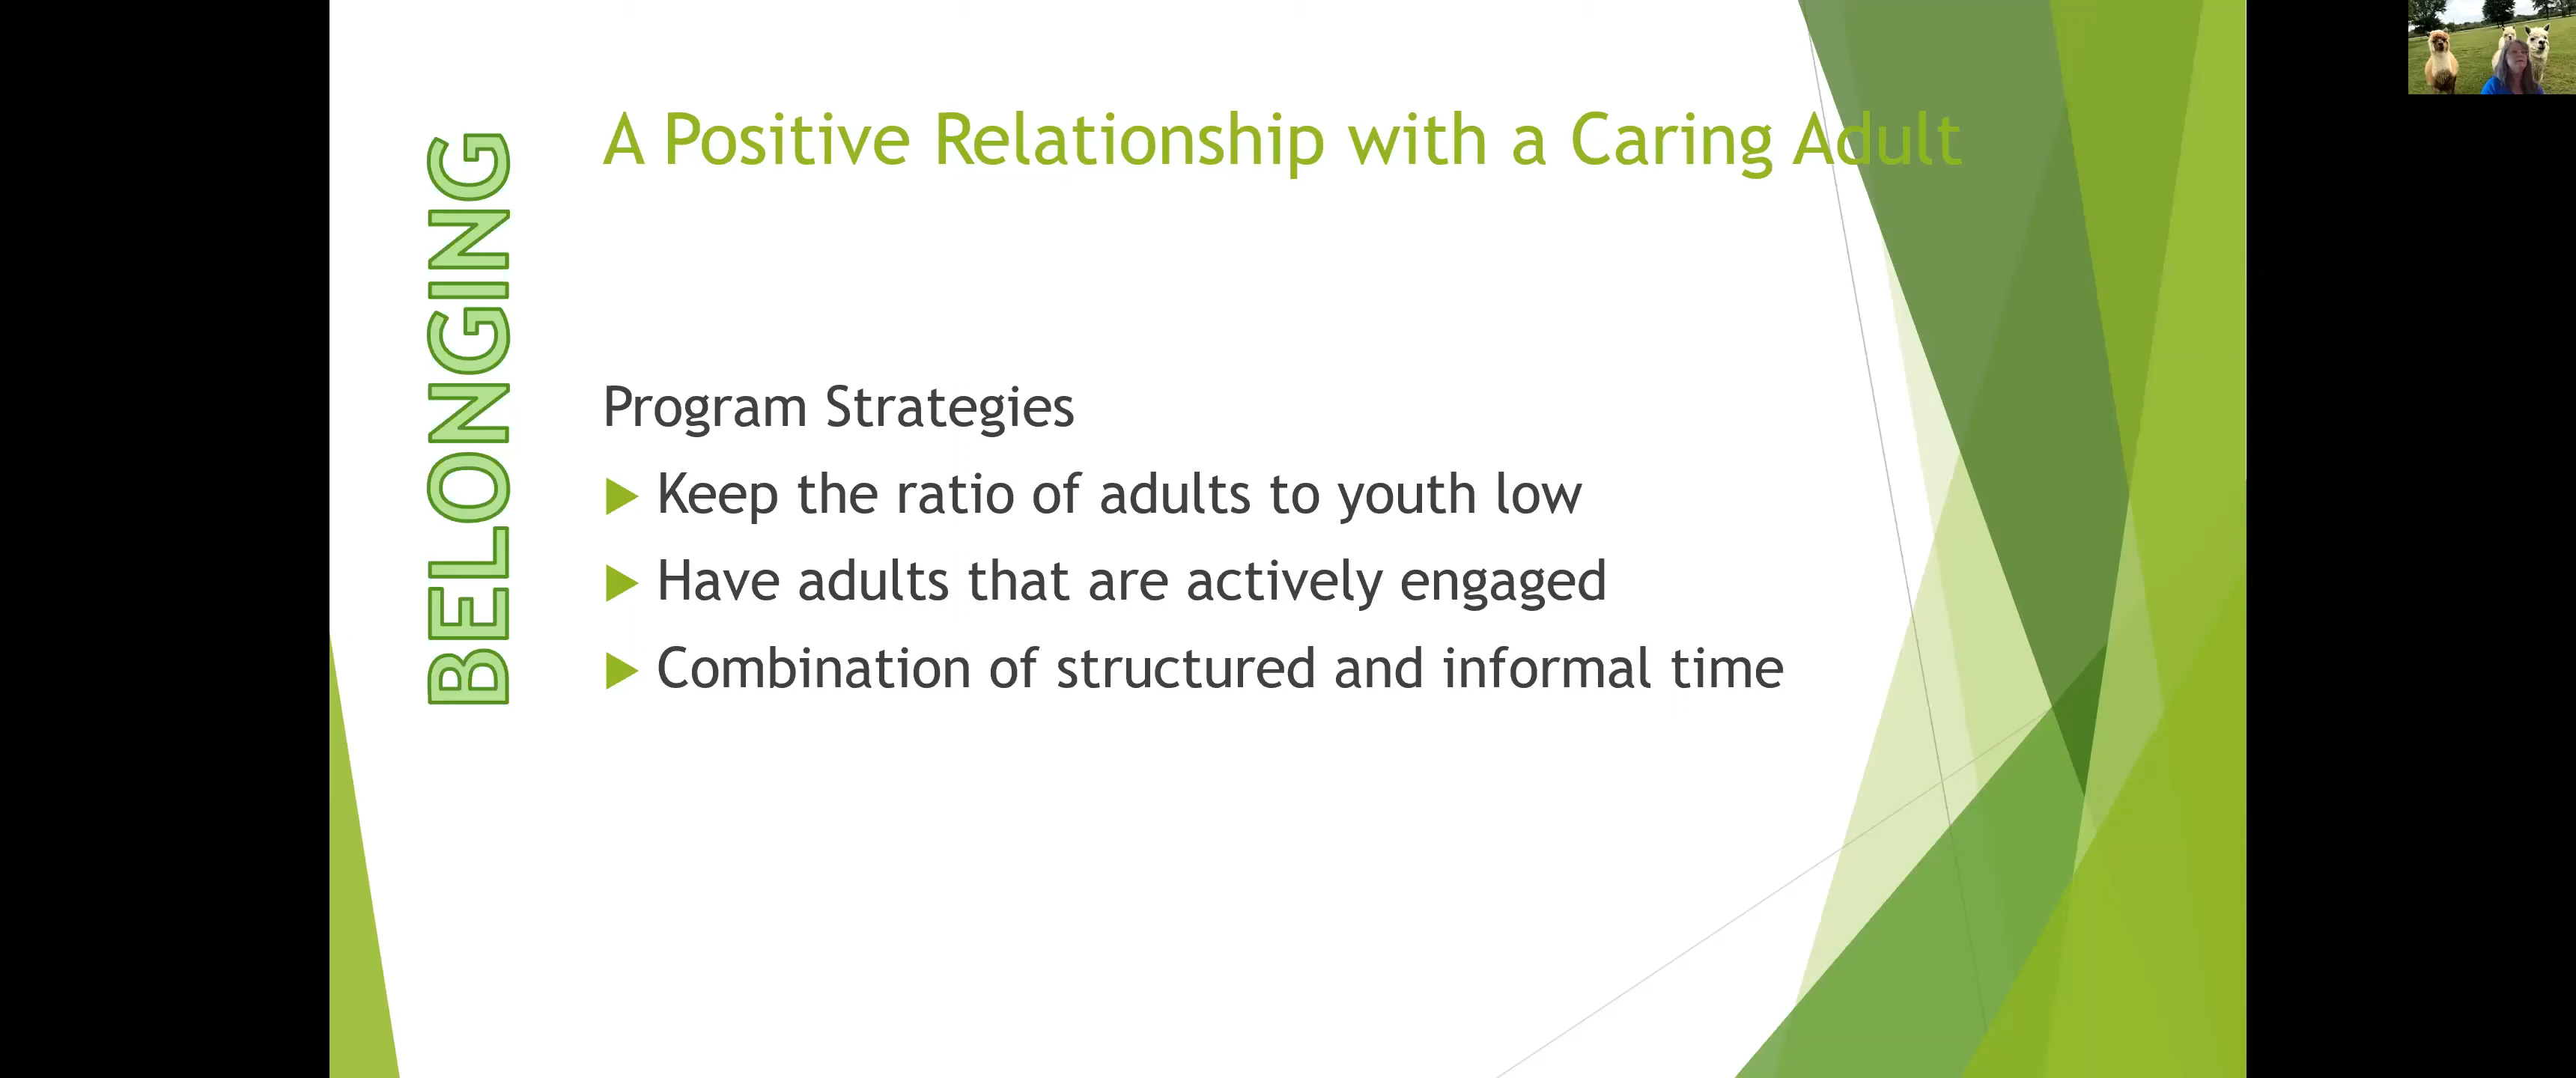 BELONGING
A Positive Relationship with a Caring Adult
Program Strategies
Keep the ratio of adults to youth low
Have adults that are actively engaged
Combination of structured and informal time